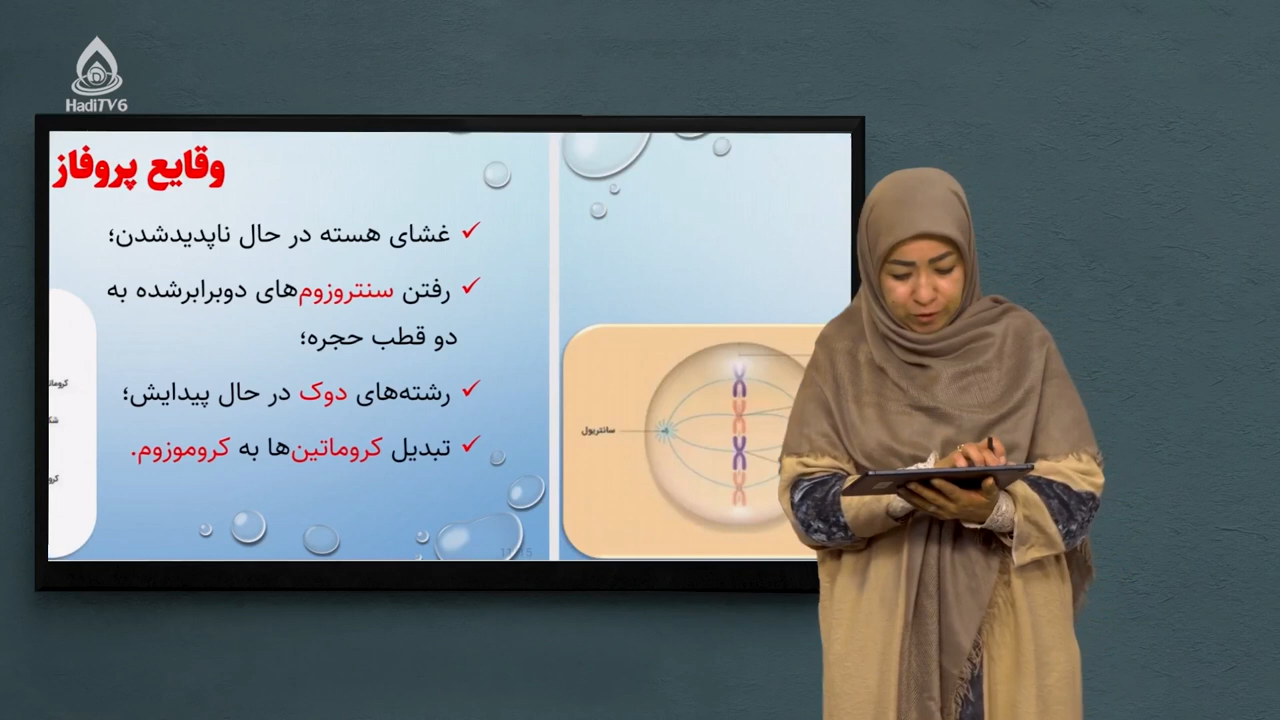 HadiTV6
وقایع پروفاز
✓ غشای هسته در حال ناپدیدشدن؛
✓ رفتن سنتروزوم‌های دوبرابرشده به
دو قطب حجره؛
✓ رشته‌های دوک در حال پیدایش؛
✓ تبدیل کروماتین‌ها به کروموزوم.
سانتریول